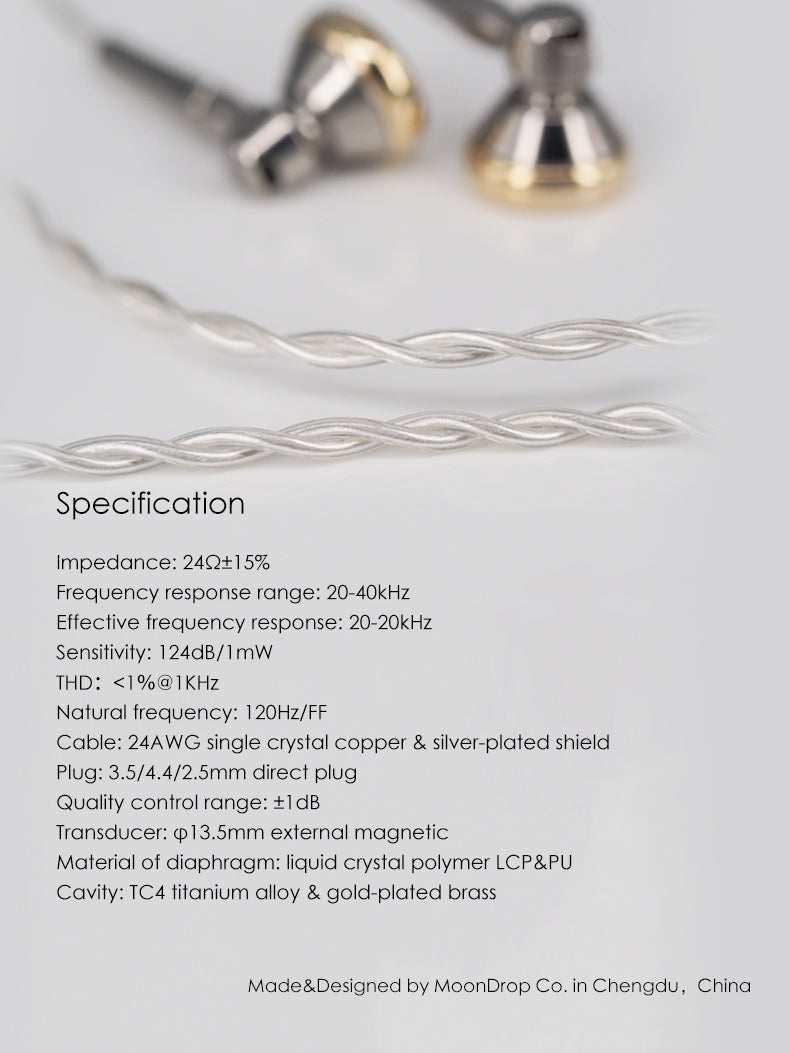 Specification
Impedance: 24Ω±15%
Frequency response range: 20-40kHz
Effective frequency response: 20-20kHz
Sensitivity: 124dB/1mW
THD：<1%@1KHz
Natural frequency: 120Hz/FF
Cable: 24AWG single crystal copper & silver-plated shield
Plug: 3.5/4.4/2.5mm direct plug
Quality control range: ±1dB
Transducer: φ13.5mm external magnetic
Material of diaphragm: liquid crystal polymer LCP&PU
Cavity: TC4 titanium alloy & gold-plated brass
Made&Designed by MoonDrop Co. in Chengdu，China